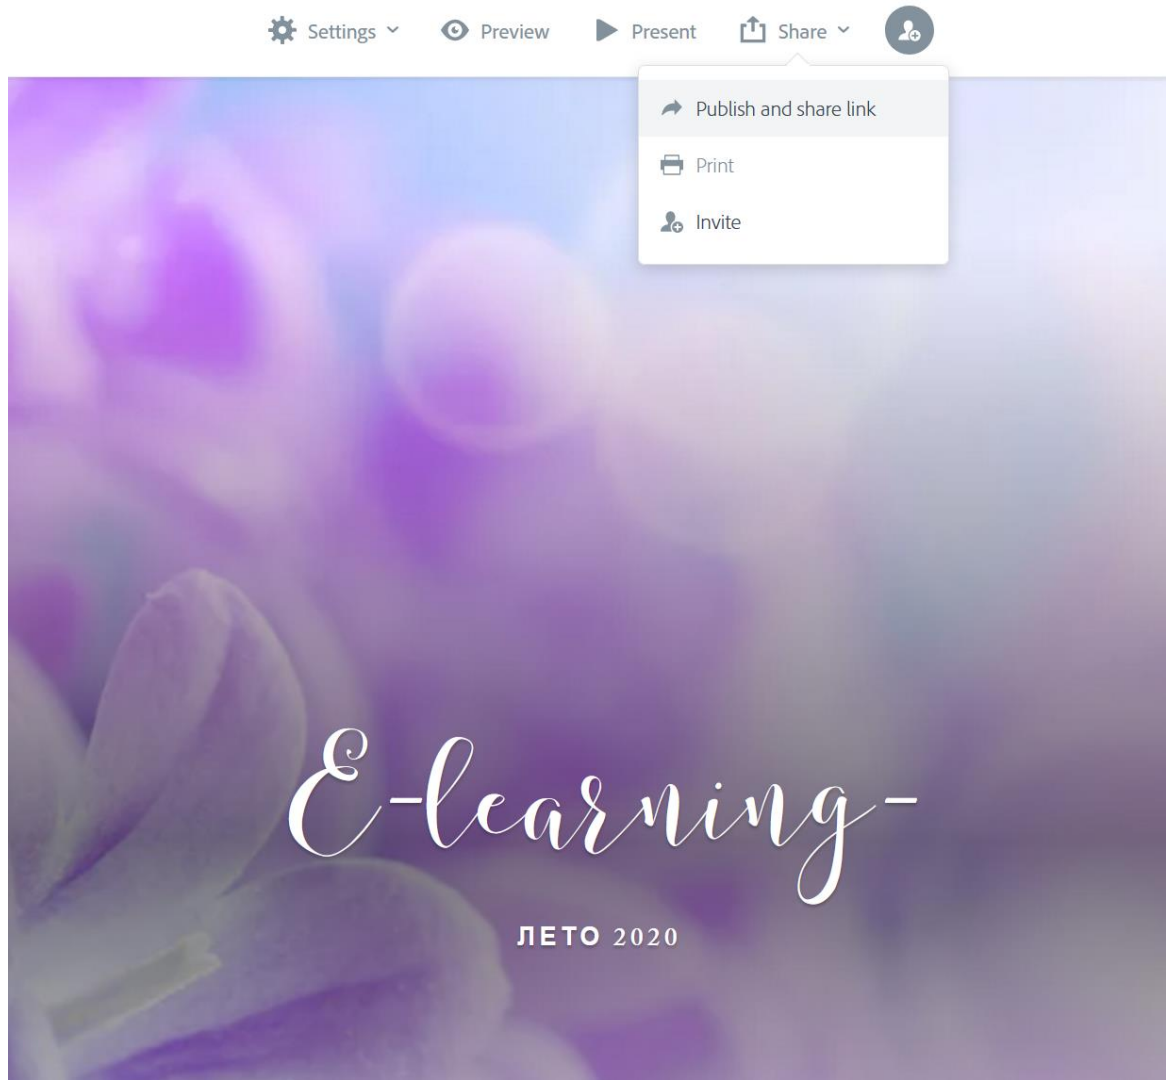 Settings Preview Present Share
Publish and share link
Print
Invite
E-learning-
ЛЕТО 2020